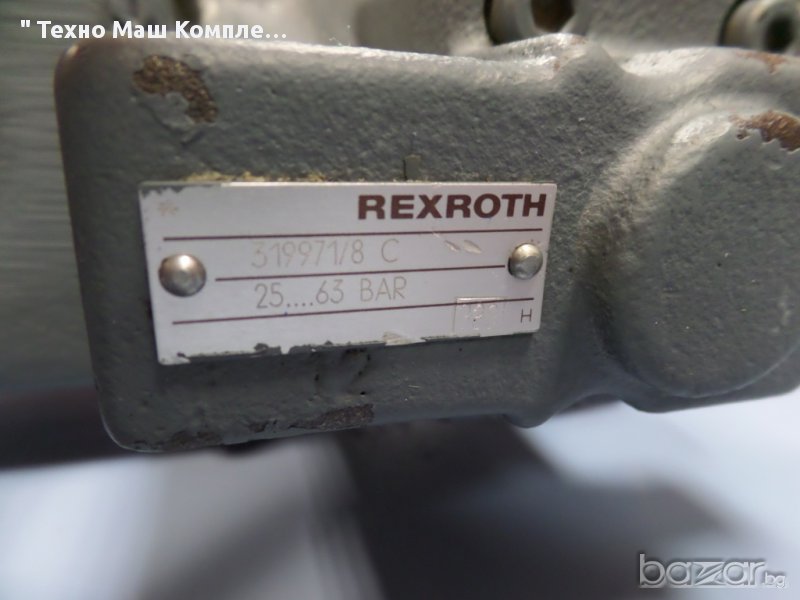 " Техно Маш Компле...
REXROTH
319971/8 C
25....63 BAR
H
bazar.bg